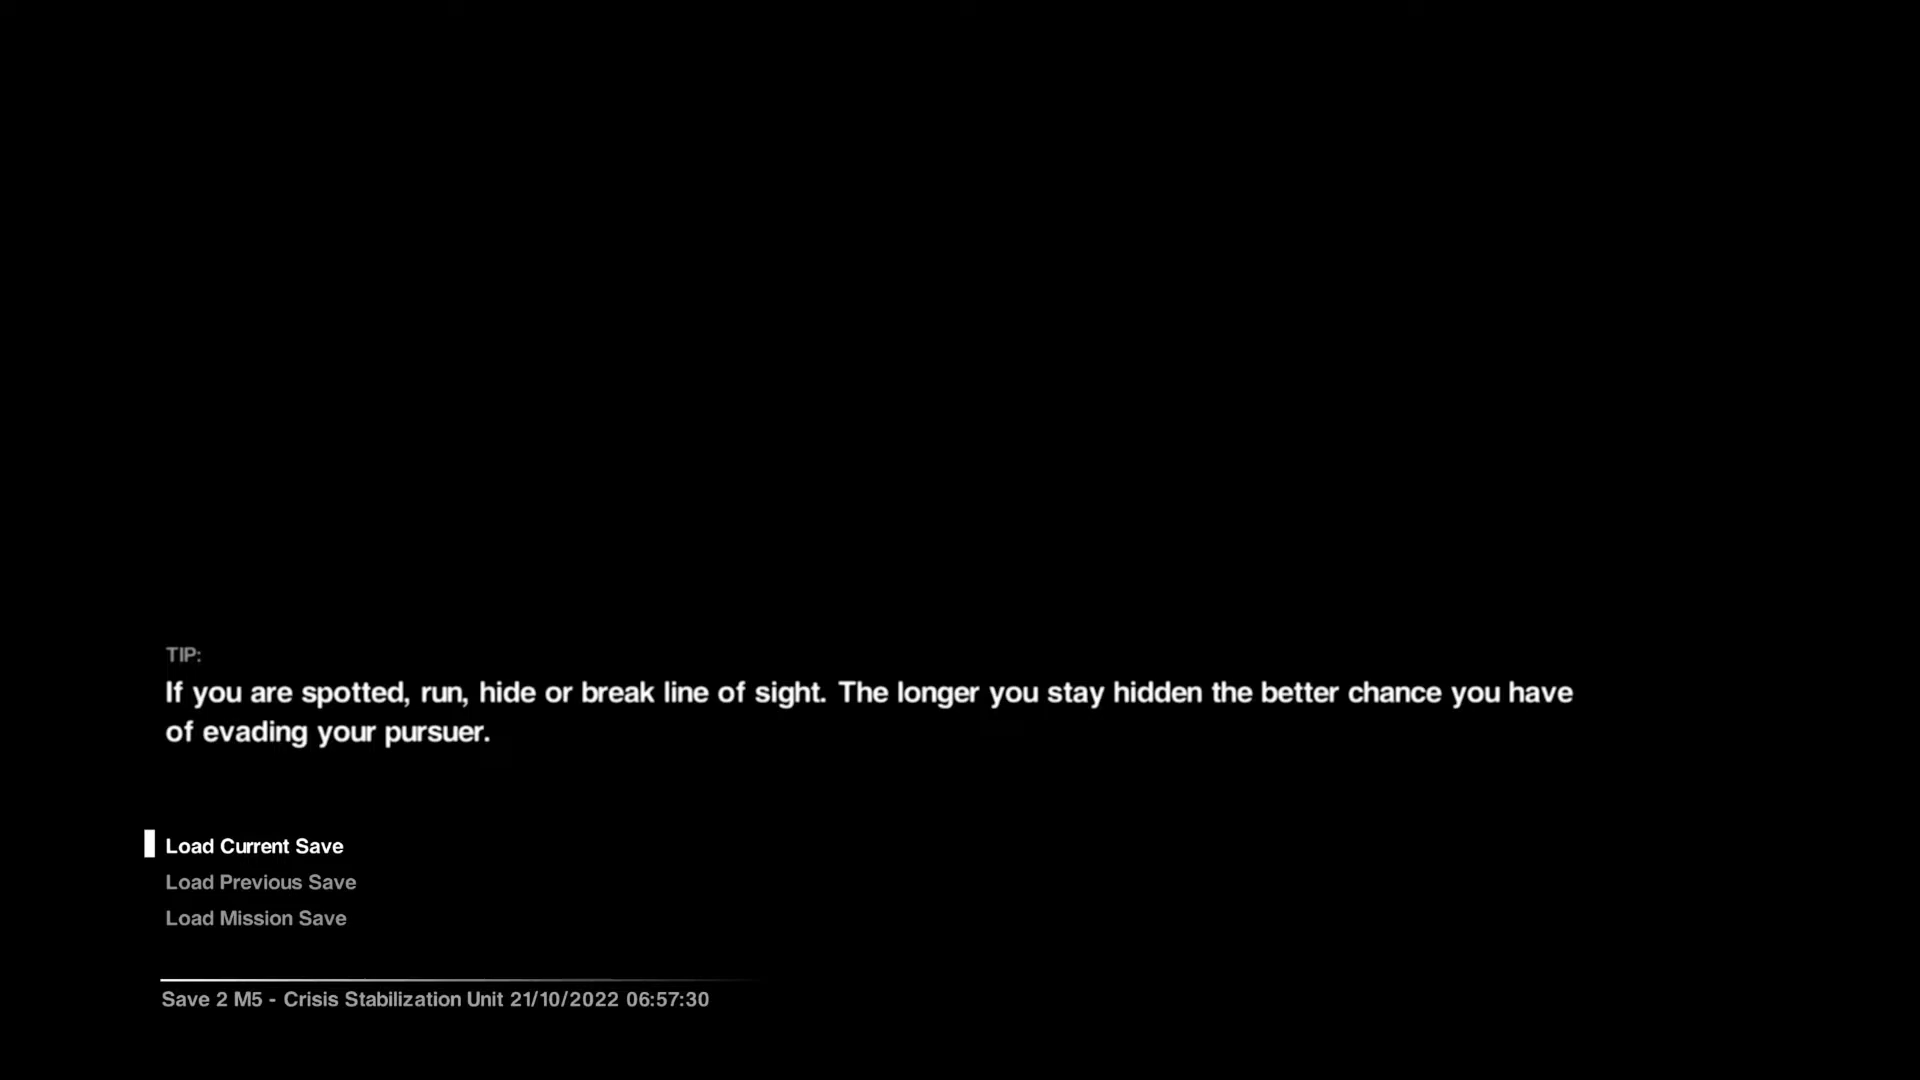 TIP:
If you are spotted, run, hide or break line of sight. The longer you stay hidden the better chance you have
of evading your pursuer.
Load Current Save
Load Previous Save
Load Mission Save
Save 2 M5 - Crisis Stabilization Unit 21/10/2022 06:57:30